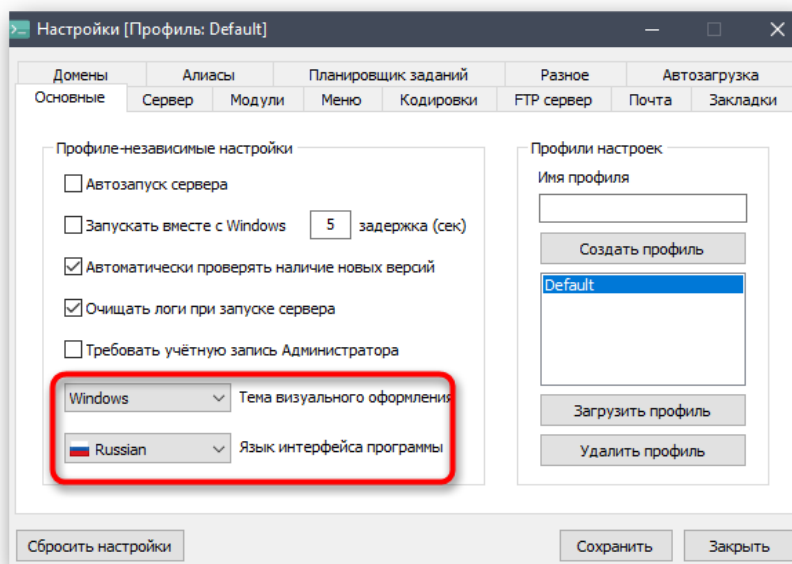 Настройки [Профиль: Default]
Домены Алиасы Планировщик заданий Разное Автозагрузка
Основные Сервер Модули Меню Кодировки FTP сервер Почта Закладки
Профиле-независимые настройки
Автозапуск сервера
Запускать вместе с Windows 5 задержка (сек)
Автоматически проверять наличие новых версий
Очищать логи при запуске сервера
Требовать учётную запись Администратора
Windows Тема визуального оформления
Russian Язык интерфейса программы
Профили настроек
Имя профиля
Создать профиль
Default
Загрузить профиль
Удалить профиль
Сбросить настройки Сохранить Закрыть